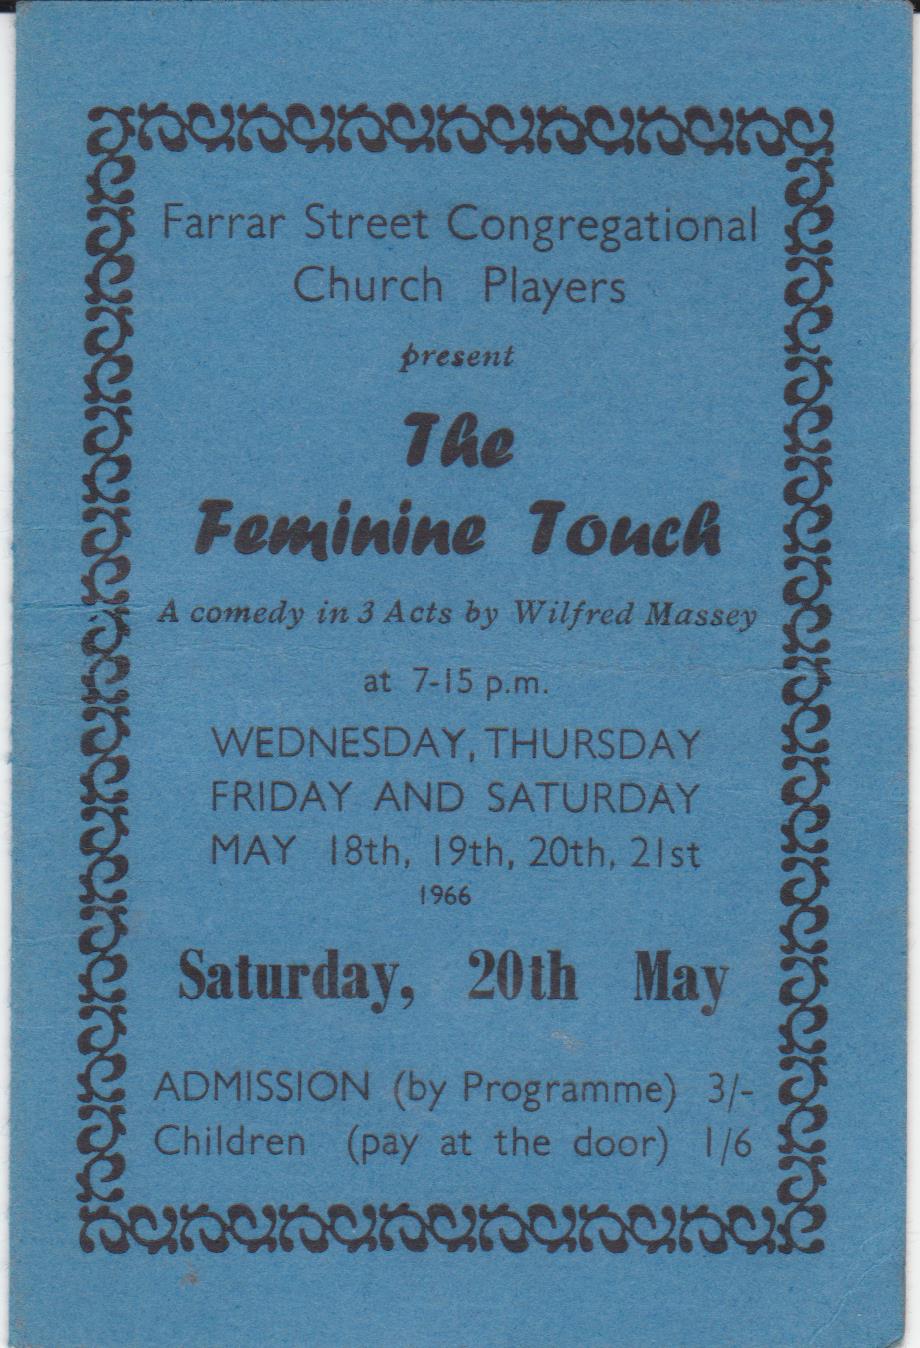 Farrar Street Congregational
Church Players
present
The
Feminine Touch
A comedy in 3 Acts by Wilfred Massey
at 7-15 p.m.
WEDNESDAY, THURSDAY
FRIDAY AND SATURDAY
MAY 18th, 19th, 20th, 21st
1966
Saturday, 20th May
ADMISSION (by Programme) 3/-
Children (pay at the door) 1/6